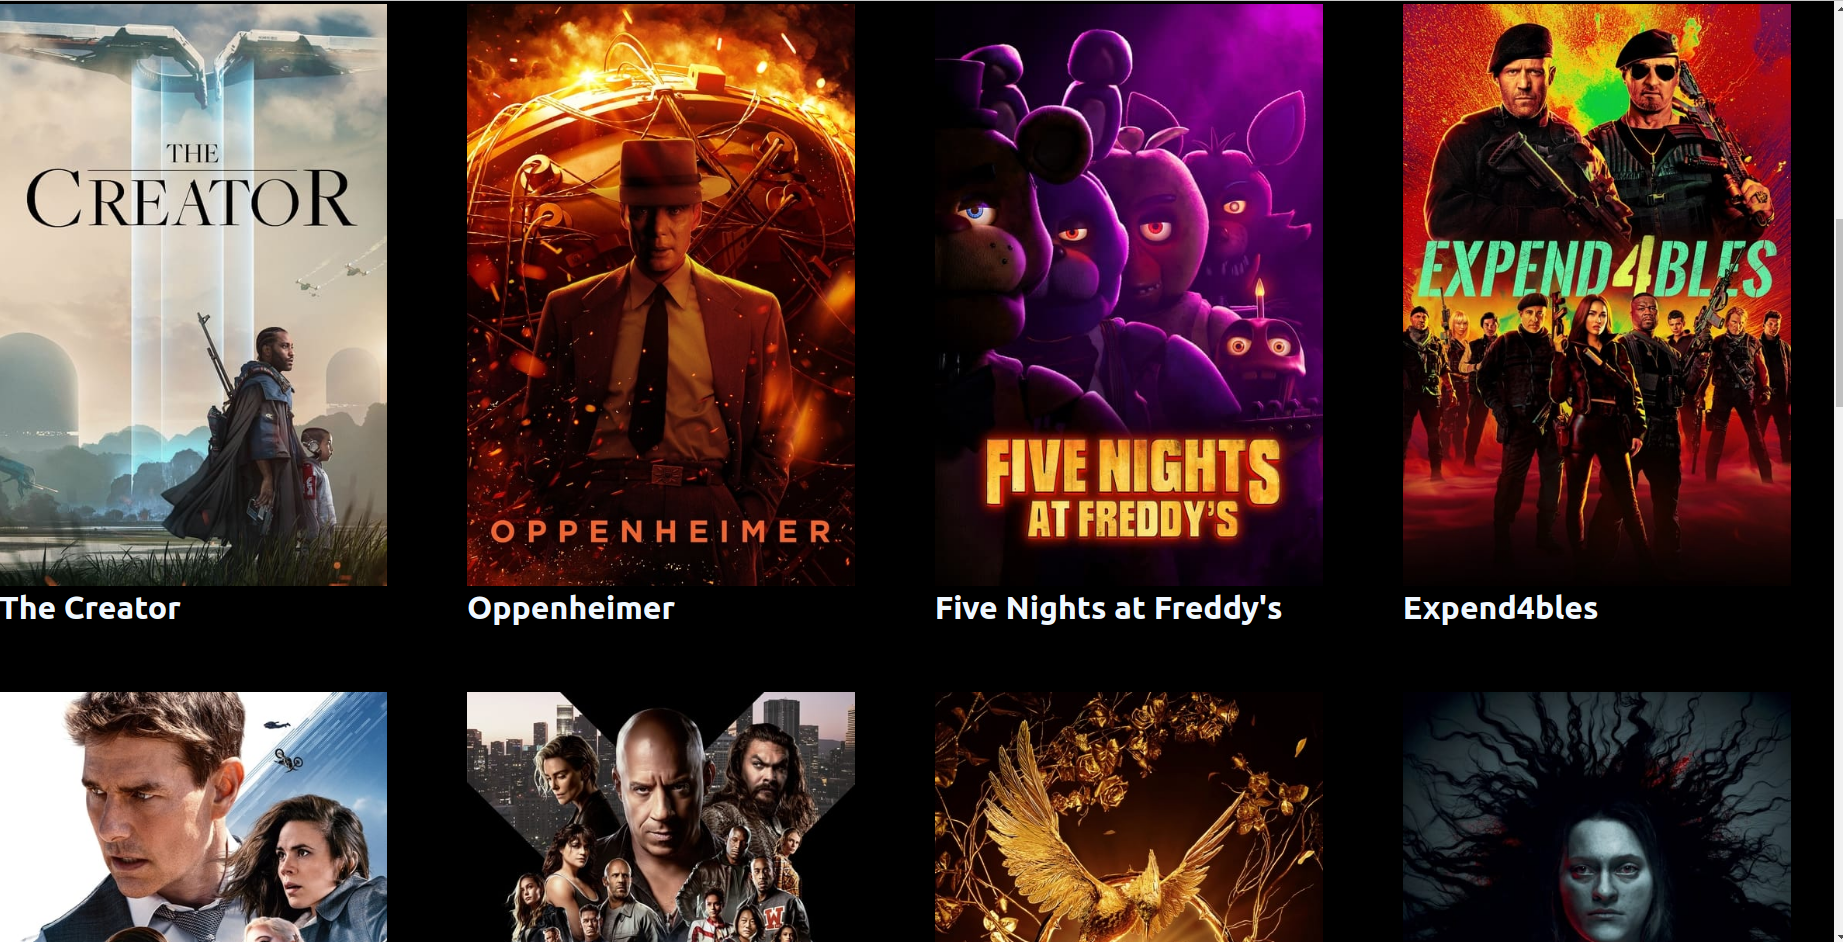 THE
CREATOR
OPPENHEIMER
FIVE NIGHTS
AT FREDDY'S
EXPEND4BLES
The Creator
Oppenheimer
Five Nights at Freddy's
Expend4bles
W